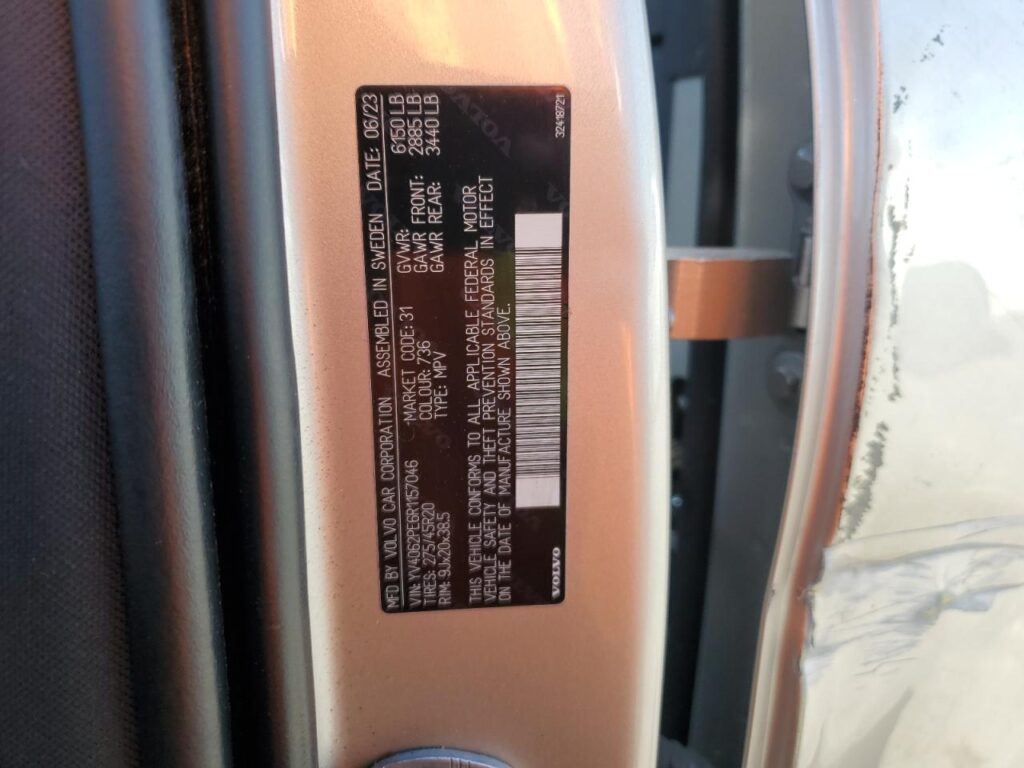 MFD BY VOLVO CAR CORPORATION ASSEMBLED IN SWEDEN DATE: 06/23
VIN: YV4062PE6R1157046 MARKET CODE: 31 GVWR: 6150 LB
TIRES: 275/45R20 COLOUR: 736 GAWR FRONT: 2885 LB
RIM: 9Jx20x38.5 TYPE: MPV GAWR REAR: 3440 LB
THIS VEHICLE CONFORMS TO ALL APPLICABLE FEDERAL MOTOR
VEHICLE SAFETY AND THEFT PREVENTION STANDARDS IN EFFECT
ON THE DATE OF MANUFACTURE SHOWN ABOVE.
VOLVO 32418721